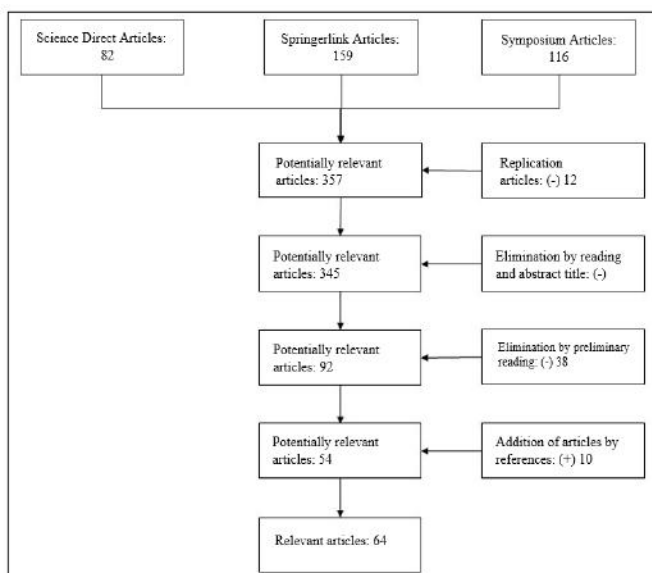 Science Direct Articles:
82
Springerlink Articles:
159
Symposium Articles:
116
Potentially relevant
articles: 357
Replication
articles: (-) 12
Potentially relevant
articles: 345
Elimination by reading
and abstract title: (-)
Potentially relevant
articles: 92
Elimination by preliminary
reading: (-) 38
Potentially relevant
articles: 54
Addition of articles by
references: (+) 10
Relevant articles: 64